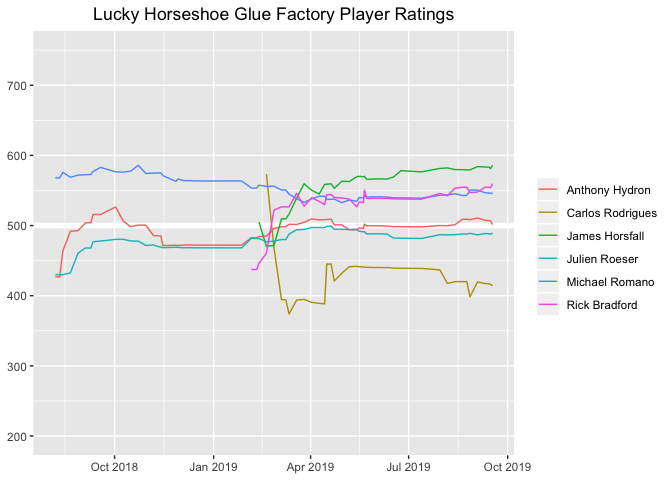 Lucky Horseshoe Glue Factory Player Ratings
700
600
500
400
300
200
Oct 2018
Jan 2019
Apr 2019
Jul 2019
Oct 2019
Anthony Hydron
Carlos Rodrigues
James Horsfall
Julien Roeser
Michael Romano
Rick Bradford